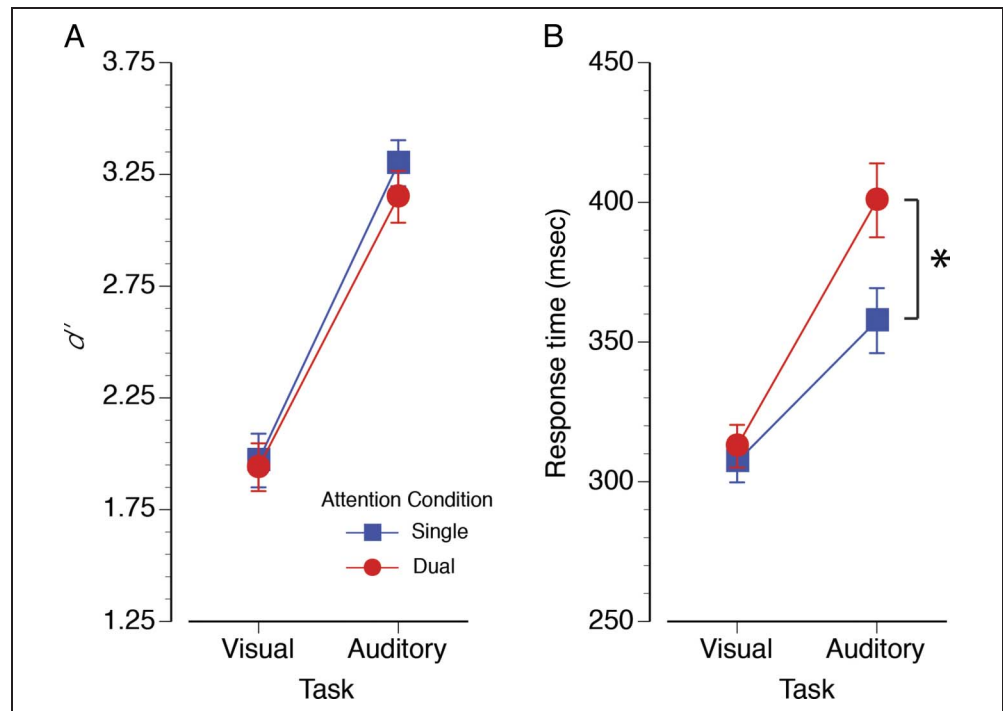 A
3.75
3.25
2.75
2.25
1.75
1.25
d′
Attention Condition
Single
Dual
Visual
Auditory
Task
B
450
400
350
300
250
Response time (msec)
*
Visual
Auditory
Task